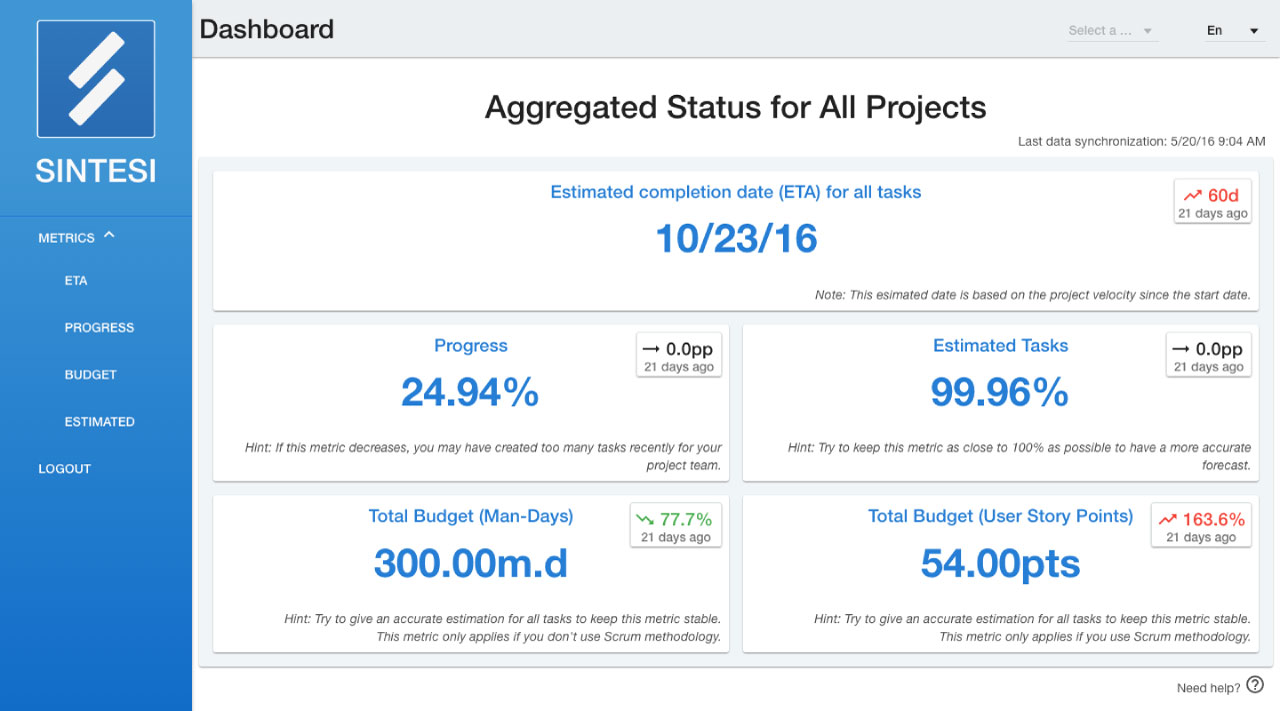 Dashboard
Select a ...
En
SINTESI
METRICS
ETA
PROGRESS
BUDGET
ESTIMATED
LOGOUT
Aggregated Status for All Projects
Last data synchronization: 5/20/16 9:04 AM
Estimated completion date (ETA) for all tasks
60d
21 days ago
10/23/16
Note: This esimated date is based on the project velocity since the start date.
Progress
0.0pp
21 days ago
24.94%
Hint: If this metric decreases, you may have created too many tasks recently for your
project team.
Estimated Tasks
0.0pp
21 days ago
99.96%
Hint: Try to keep this metric as close to 100% as possible to have a more accurate
forecast.
Total Budget (Man-Days)
77.7%
21 days ago
300.00m.d
Hint: Try to give an accurate estimation for all tasks to keep this metric stable.
This metric only applies if you don't use Scrum methodology.
Total Budget (User Story Points)
163.6%
21 days ago
54.00pts
Hint: Try to give an accurate estimation for all tasks to keep this metric stable.
This metric only applies if you use Scrum methodology.
Need help?